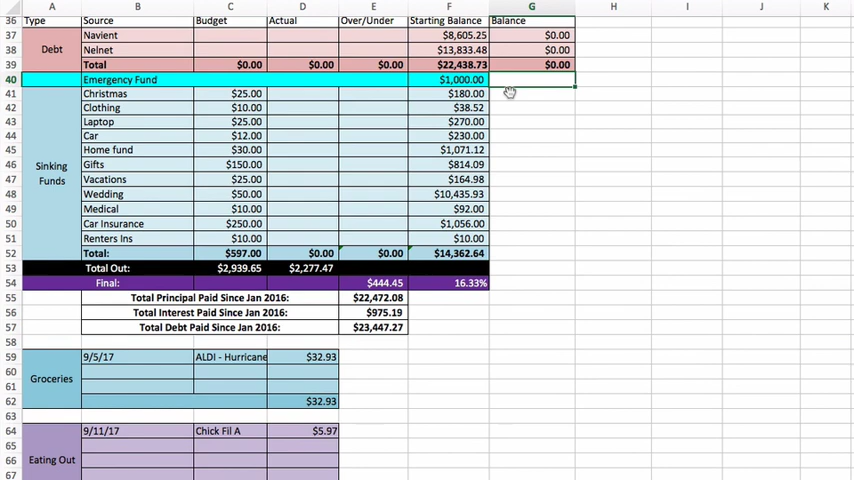 A B C D E F G H I J K
36 Type Source Budget Actual Over/Under Starting Balance Balance
37 Navient $8,605.25 $0.00
38 Debt Nelnet $13,833.48 $0.00
39 Total $0.00 $0.00 $0.00 $22,438.73 $0.00
40 Emergency Fund $1,000.00
41 Christmas $25.00 $180.00
42 Clothing $10.00 $38.52
43 Laptop $25.00 $270.00
44 Car $12.00 $230.00
45 Home fund $30.00 $1,071.12
46 Sinking Funds Gifts $150.00 $814.09
47 Vacations $25.00 $164.98
48 Wedding $50.00 $10,435.93
49 Medical $10.00 $92.00
50 Car Insurance $250.00 $1,056.00
51 Renters Ins $10.00 $10.00
52 Total: $597.00 $0.00 $0.00 $14,362.64
53 Total Out: $2,939.65 $2,277.47
54 Final: $444.45 16.33%
55 Total Principal Paid Since Jan 2016: $22,472.08
56 Total Interest Paid Since Jan 2016: $975.19
57 Total Debt Paid Since Jan 2016: $23,447.27
58
59 9/5/17 ALDI - Hurricane $32.93
60 Groceries
61
62 $32.93
63
64 9/11/17 Chick Fil A $5.97
65
66 Eating Out
67